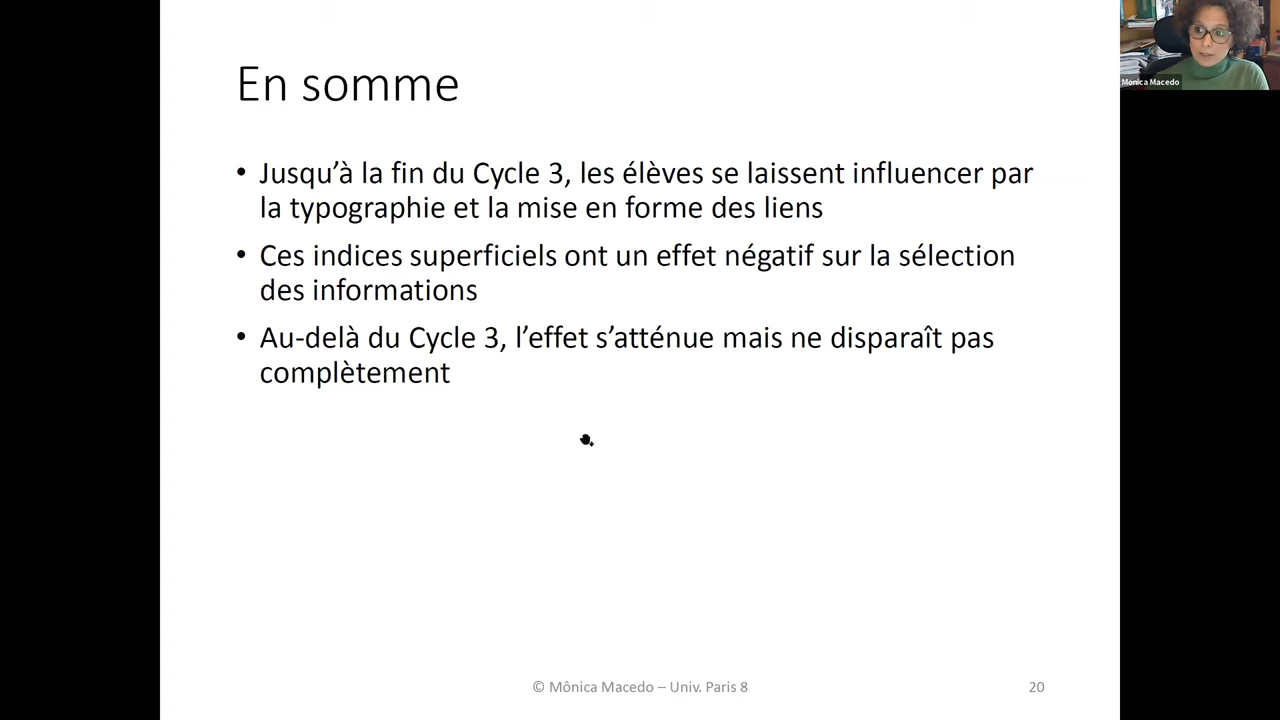 En somme
• Jusqu’à la fin du Cycle 3, les élèves se laissent influencer par
la typographie et la mise en forme des liens
• Ces indices superficiels ont un effet négatif sur la sélection
des informations
• Au-delà du Cycle 3, l’effet s’atténue mais ne disparaît pas
complètement
© Mônica Macedo – Univ. Paris 8
20
Monica Macedo